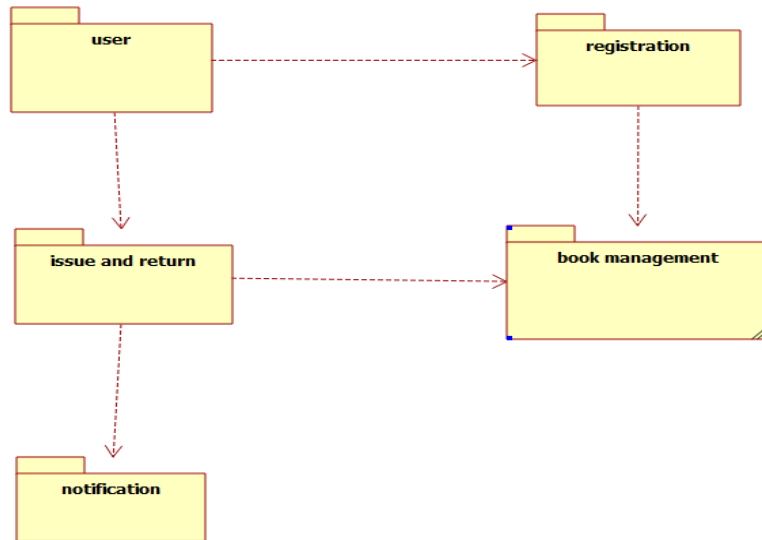 user
registration
issue and return
book management
notification